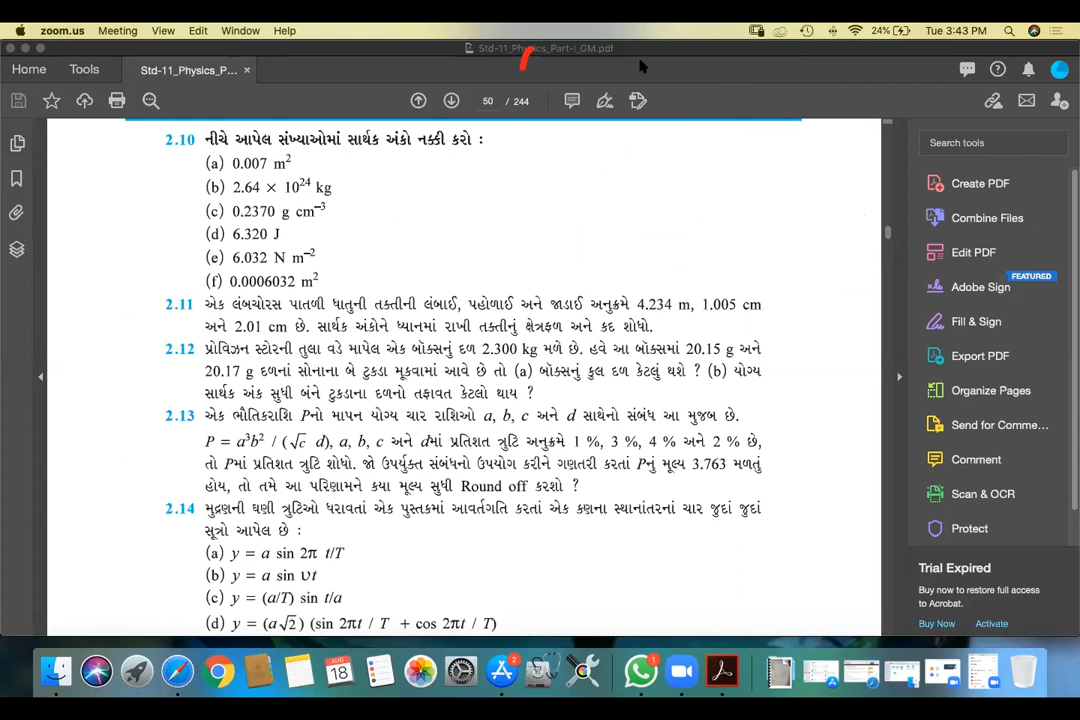 zoom.us Meeting View Edit Window Help 24% Tue 3:43 PM
Std-11_Physics_Part-I_GM.pdf
Home Tools Std-11_Physics_P... ×
50 / 244
2.10 નીચે આપેલ સંખ્યાઓમાં સાર્થક અંકો નક્કી કરો :
(a) 0.007 m²
(b) 2.64 × 10²⁴ kg
(c) 0.2370 g cm⁻³
(d) 6.320 J
(e) 6.032 N m⁻²
(f) 0.0006032 m²
2.11 એક લંબચોરસ પાતળી ધાતુની તક્તીની લંબાઈ, પહોળાઈ અને જાડાઈ અનુક્રમે 4.234 m, 1.005 cm
અને 2.01 cm છે. સાર્થક અંકોને ધ્યાનમાં રાખી તક્તીનું ક્ષેત્રફળ અને કદ શોધો.
2.12 પ્રોવિઝન સ્ટોરની તુલા વડે માપેલ એક બૉક્સનું દળ 2.300 kg મળે છે. હવે આ બૉક્સમાં 20.15 g અને
20.17 g દળનાં સોનાના બે ટુકડા મૂકવામાં આવે છે તો (a) બૉક્સનું કુલ દળ કેટલું થશે ? (b) યોગ્ય
સાર્થક અંક સુધી બંને ટુકડાના દળનો તફાવત કેટલો થાય ?
2.13 એક ભૌતિકરાશિ Pનો માપન યોગ્ય ચાર રાશિઓ a, b, c અને d સાથેનો સંબંધ આ મુજબ છે.
P = a³b² / (√c d), a, b, c અને dમાં પ્રતિશત ત્રુટિ અનુક્રમે 1 %, 3 %, 4 % અને 2 % છે,
તો Pમાં પ્રતિશત ત્રુટિ શોધો. જો ઉપર્યુક્ત સંબંધનો ઉપયોગ કરીને ગણતરી કરતાં Pનું મૂલ્ય 3.763 મળતું
હોય, તો તમે આ પરિણામને કયા મૂલ્ય સુધી Round off કરશો ?
2.14 મુદ્રણની ઘણી ત્રુટિઓ ધરાવતાં એક પુસ્તકમાં આવર્તગતિ કરતાં એક કણના સ્થાનાંતરનાં ચાર જુદાં જુદાં
સૂત્રો આપેલ છે :
(a) y = a sin 2π t/T
(b) y = a sin υt
(c) y = (a/T) sin t/a
(d) y = (a√2) (sin 2πt / T + cos 2πt / T)
Search tools
Create PDF
Combine Files
Edit PDF
FEATURED
Adobe Sign
Fill & Sign
Export PDF
Organize Pages
Send for Comme...
Comment
Scan & OCR
Protect
Trial Expired
Buy now to restore full access
to Acrobat.
Buy Now Activate
AUG
18
2
1